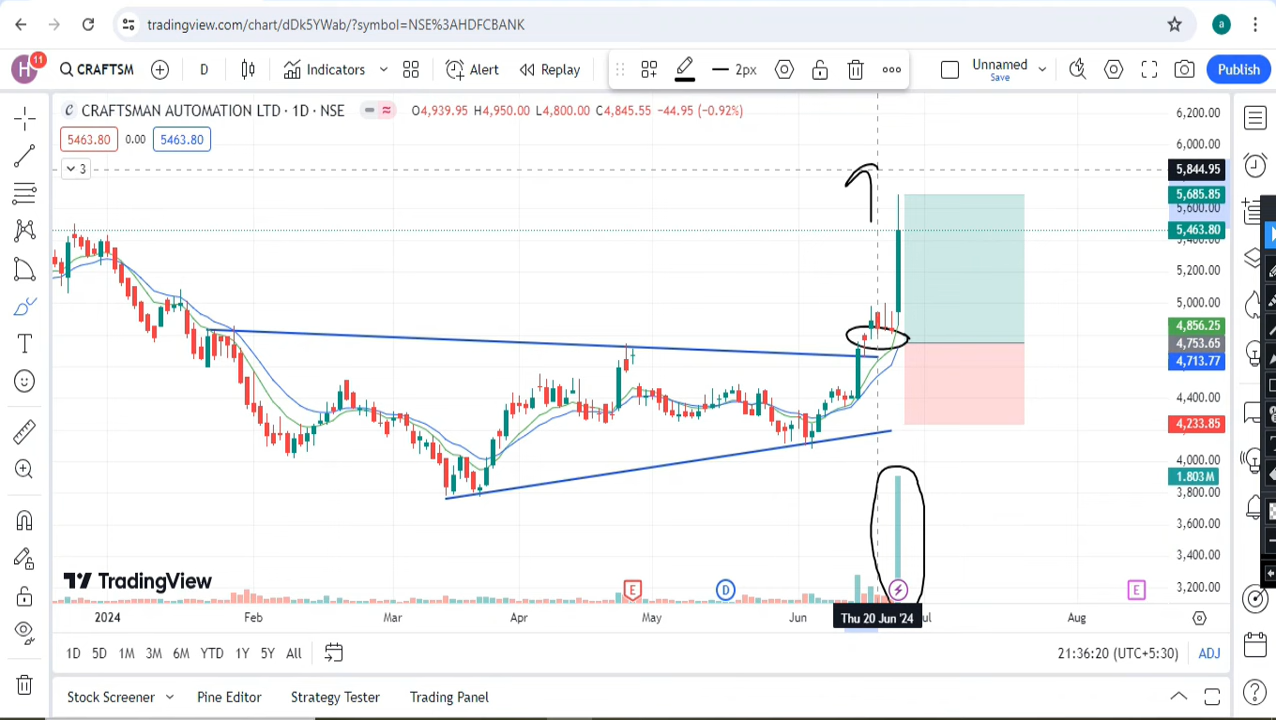 tradingview.com/chart/dDk5YWab/?symbol=NSE%3AHDFCBANK
a
H 11 CRAFTSM D Indicators Alert Replay 2px Unnamed Save Publish
C CRAFTSMAN AUTOMATION LTD · 1D · NSE O4,939.95 H4,950.00 L4,800.00 C4,845.55 −44.95 (−0.92%)
5463.80 0.00 5463.80
3
6,200.00
6,000.00
5,844.95
5,685.85
5,600.00
5,463.80
5,400.00
5,200.00
5,000.00
4,856.25
4,753.65
4,713.77
4,400.00
4,233.85
4,000.00
1.803 M
3,800.00
3,600.00
3,400.00
3,200.00
TradingView
E D E
2024 Feb Mar Apr May Jun Thu 20 Jun '24 ul Aug
1D 5D 1M 3M 6M YTD 1Y 5Y All 21:36:20 (UTC+5:30) ADJ
Stock Screener Pine Editor Strategy Tester Trading Panel